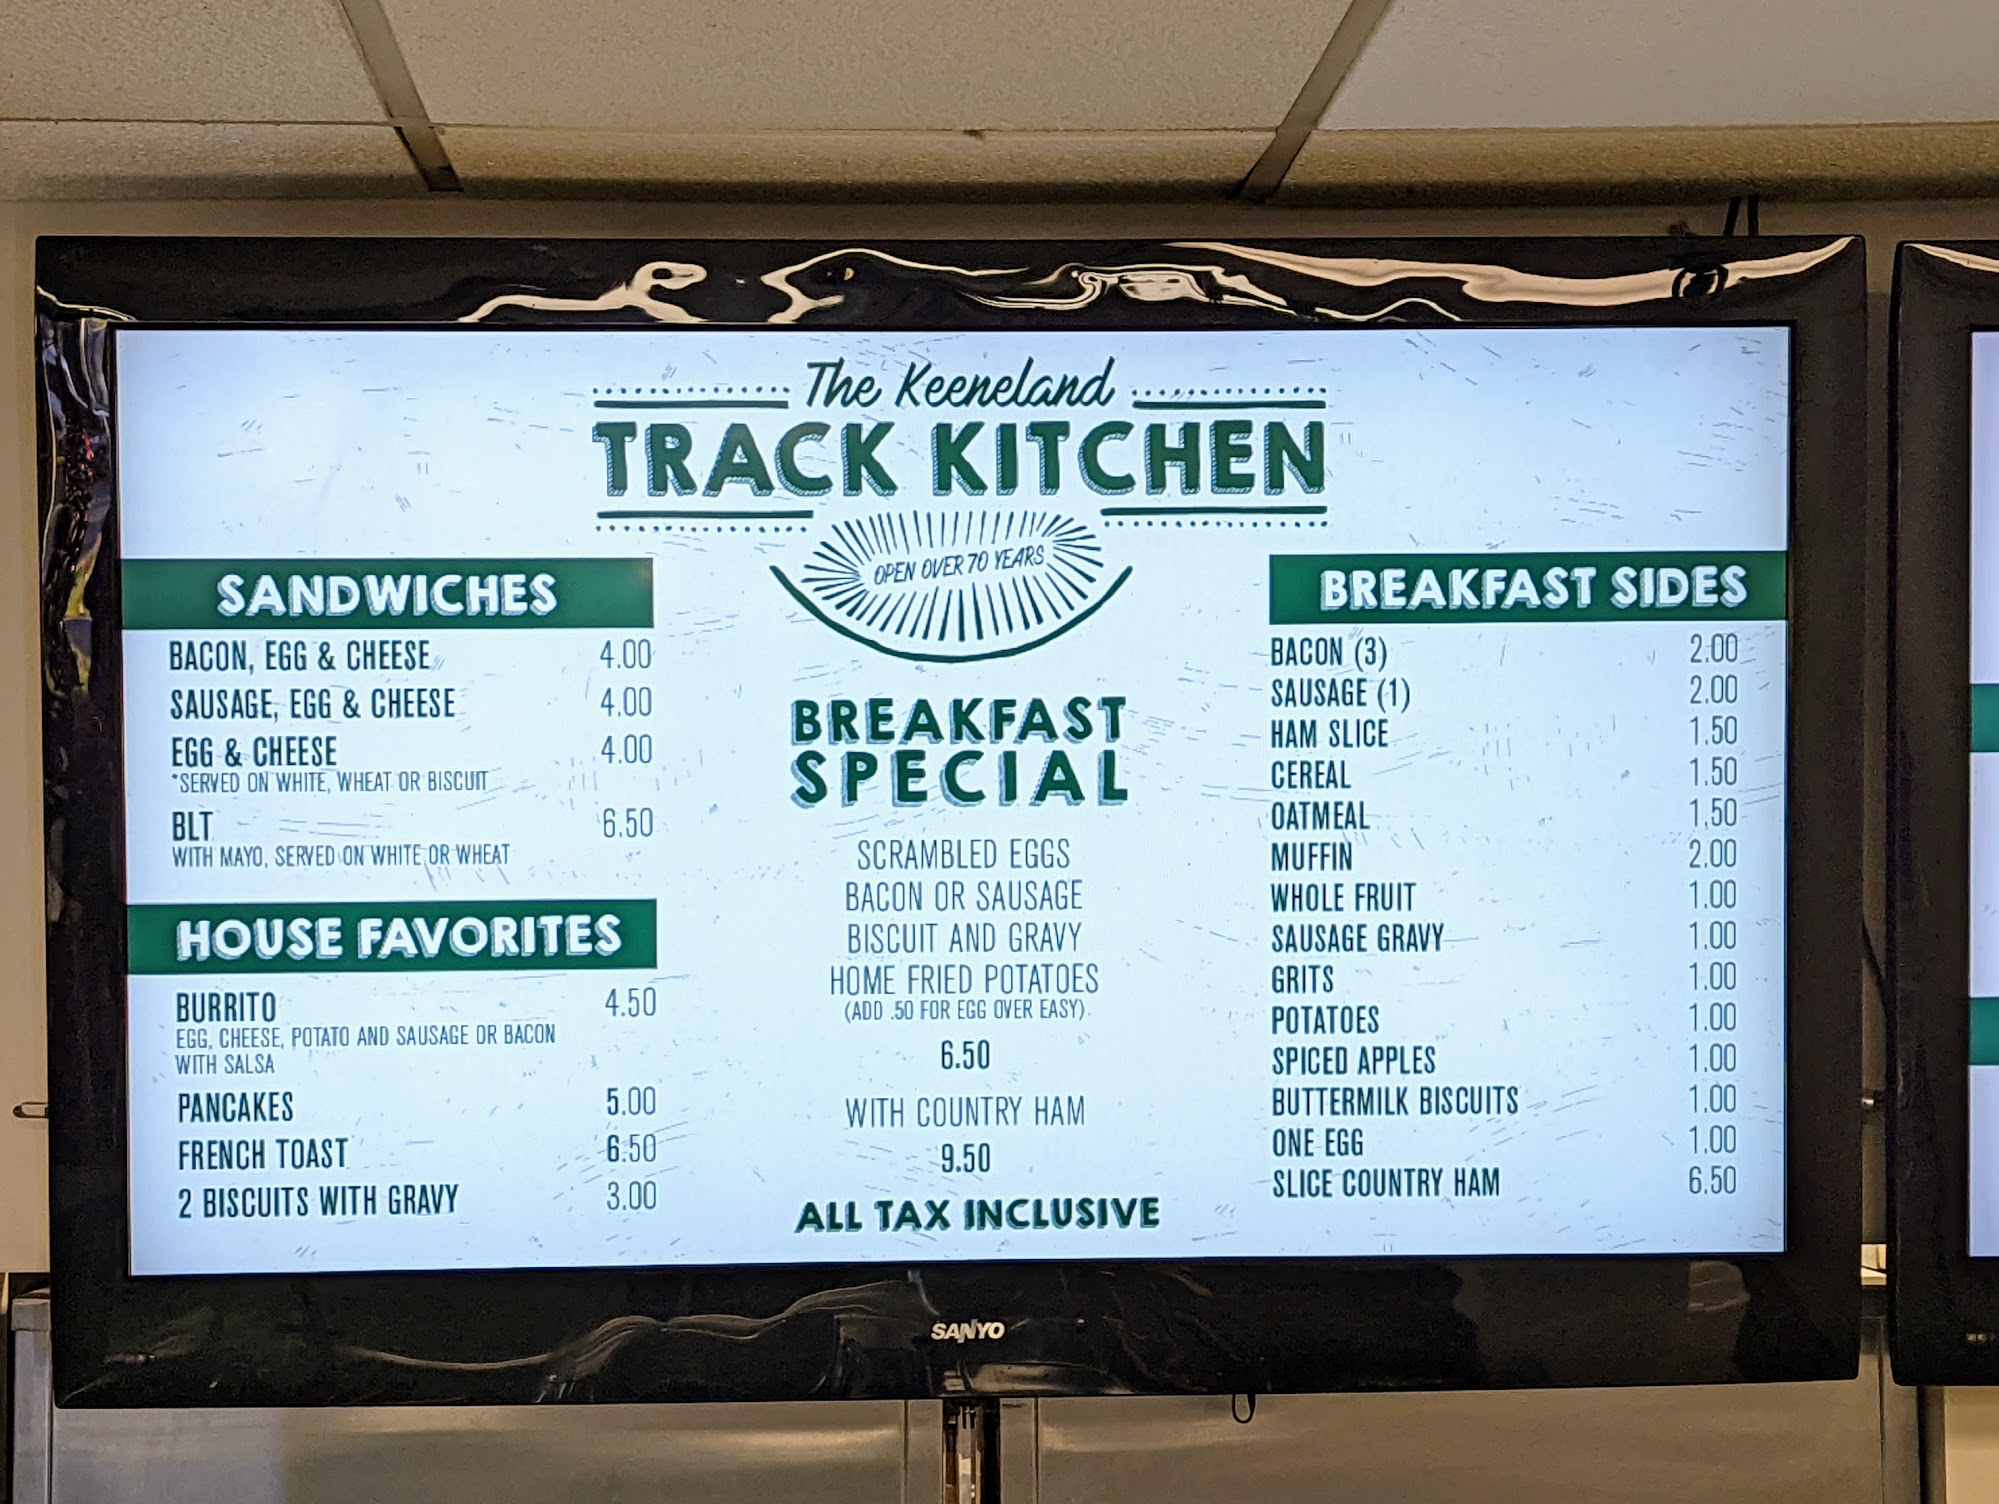 The Keeneland
TRACK KITCHEN
OPEN OVER 70 YEARS
SANDWICHES
BACON, EGG & CHEESE 4.00
SAUSAGE, EGG & CHEESE 4.00
EGG & CHEESE 4.00
*SERVED ON WHITE, WHEAT OR BISCUIT
BLT 6.50
WITH MAYO, SERVED ON WHITE OR WHEAT
HOUSE FAVORITES
BURRITO 4.50
EGG, CHEESE, POTATO AND SAUSAGE OR BACON
WITH SALSA
PANCAKES 5.00
FRENCH TOAST 6.50
2 BISCUITS WITH GRAVY 3.00
BREAKFAST
SPECIAL
SCRAMBLED EGGS
BACON OR SAUSAGE
BISCUIT AND GRAVY
HOME FRIED POTATOES
(ADD .50 FOR EGG OVER EASY)
6.50
WITH COUNTRY HAM
9.50
ALL TAX INCLUSIVE
BREAKFAST SIDES
BACON (3) 2.00
SAUSAGE (1) 2.00
HAM SLICE 1.50
CEREAL 1.50
OATMEAL 1.50
MUFFIN 2.00
WHOLE FRUIT 1.00
SAUSAGE GRAVY 1.00
GRITS 1.00
POTATOES 1.00
SPICED APPLES 1.00
BUTTERMILK BISCUITS 1.00
ONE EGG 1.00
SLICE COUNTRY HAM 6.50
SANYO